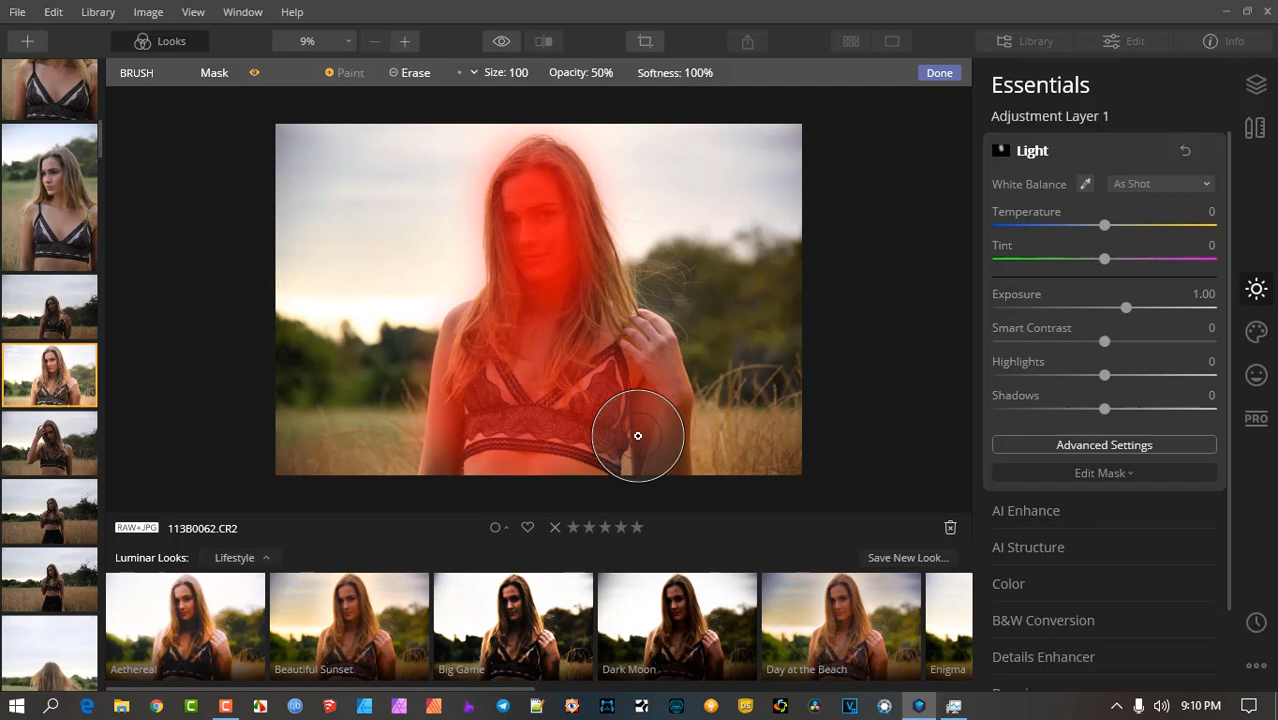 File Edit Library Image View Window Help
Looks 9% Library Edit Info
BRUSH Mask Paint Erase Size: 100 Opacity: 50% Softness: 100% Done
Essentials
Adjustment Layer 1
Light
White Balance As Shot
Temperature 0
Tint 0
Exposure 1.00
Smart Contrast 0
Highlights 0
Shadows 0
Advanced Settings
Edit Mask
AI Enhance
AI Structure
Color
B&W Conversion
Details Enhancer
PRO
RAW+JPG 113B0062.CR2
Luminar Looks: Lifestyle Save New Look...
Aethereal Beautiful Sunset Big Game Dark Moon Day at the Beach Enigma
9:10 PM